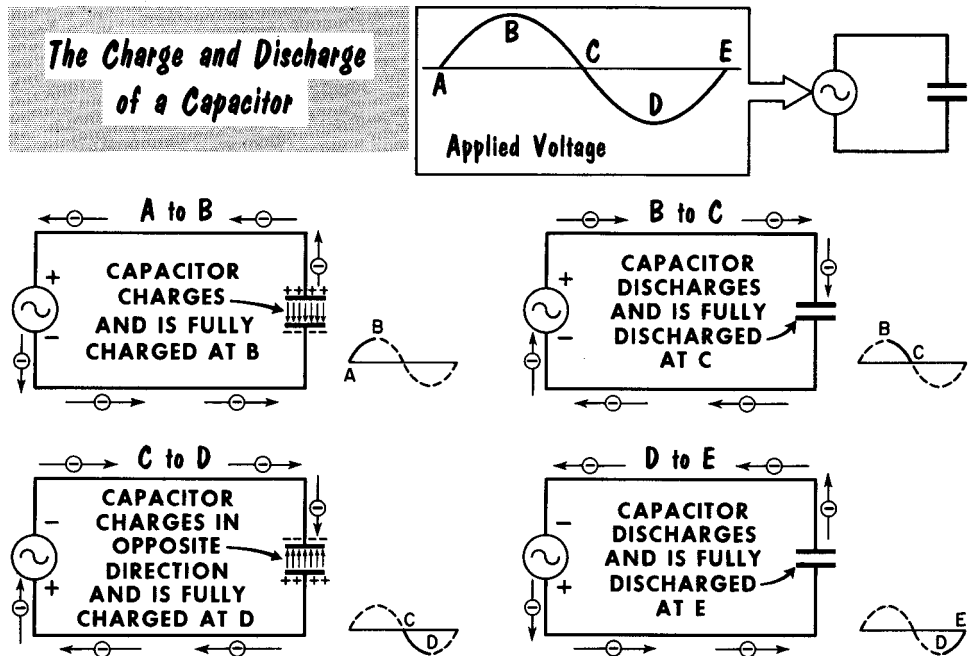 The Charge and Discharge
of a Capacitor
A
B
C
D
E
Applied Voltage
A to B
+
−
CAPACITOR
CHARGES
AND IS FULLY
CHARGED AT B
++++
−−−−
A
B
B to C
+
−
CAPACITOR
DISCHARGES
AND IS FULLY
DISCHARGED
AT C
B
C
C to D
−
+
CAPACITOR
CHARGES IN
OPPOSITE
DIRECTION
AND IS FULLY
CHARGED AT D
−−−−
++++
C
D
D to E
−
+
CAPACITOR
DISCHARGES
AND IS FULLY
DISCHARGED
AT E
D
E